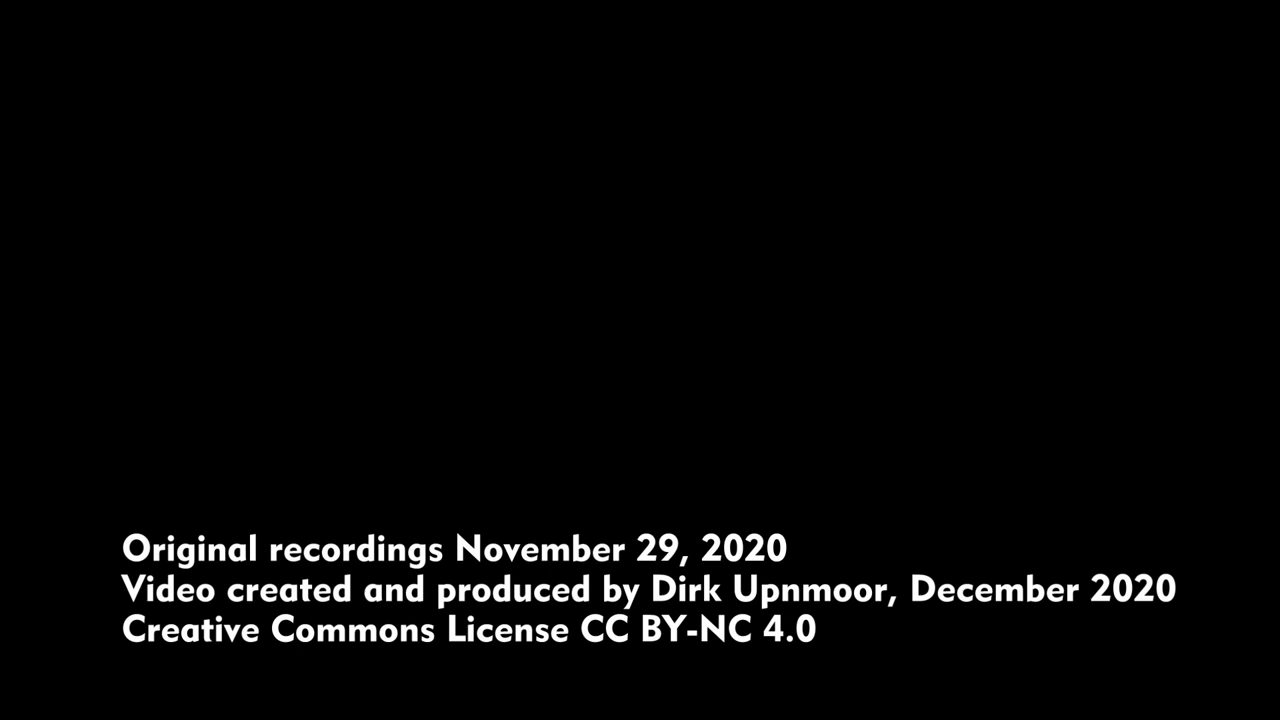 Original recordings November 29, 2020
Video created and produced by Dirk Upnmoor, December 2020
Creative Commons License CC BY-NC 4.0